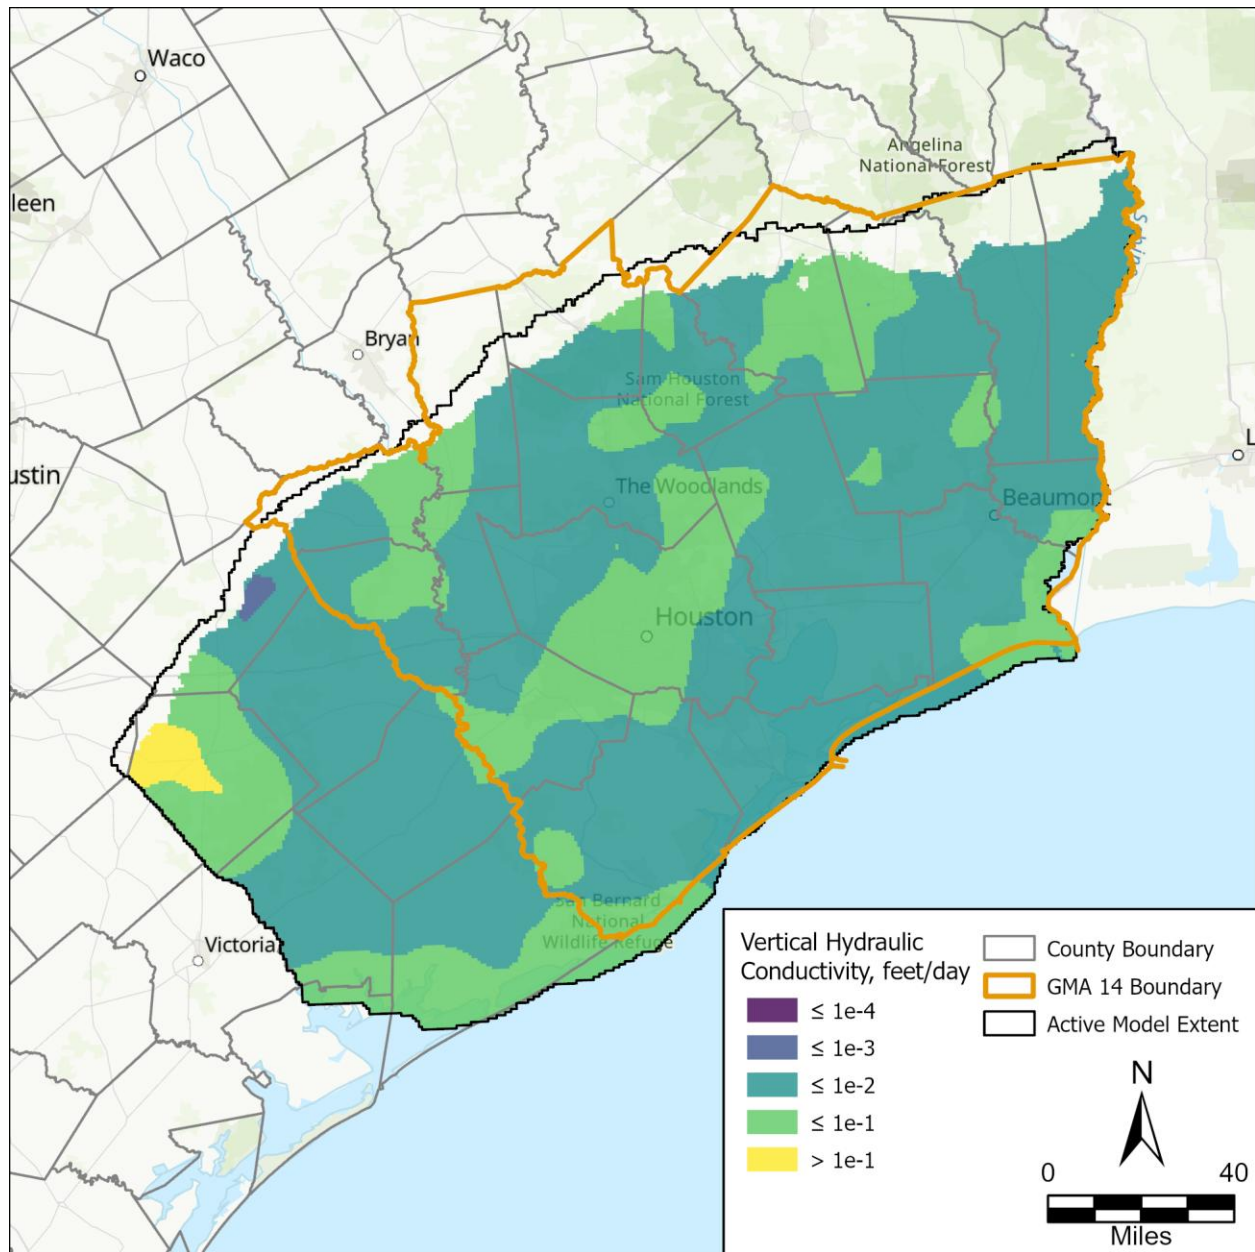 Waco
Angelina
National Forest
leen
Sabine
Bryan
Sam Houston
National Forest
ustin
L
The Woodlands
Beaumont
Houston
San Bernard
National
Wildlife Refuge
Victoria
Vertical Hydraulic
Conductivity, feet/day
≤ 1e-4
≤ 1e-3
≤ 1e-2
≤ 1e-1
> 1e-1
County Boundary
GMA 14 Boundary
Active Model Extent
N
0 40
Miles